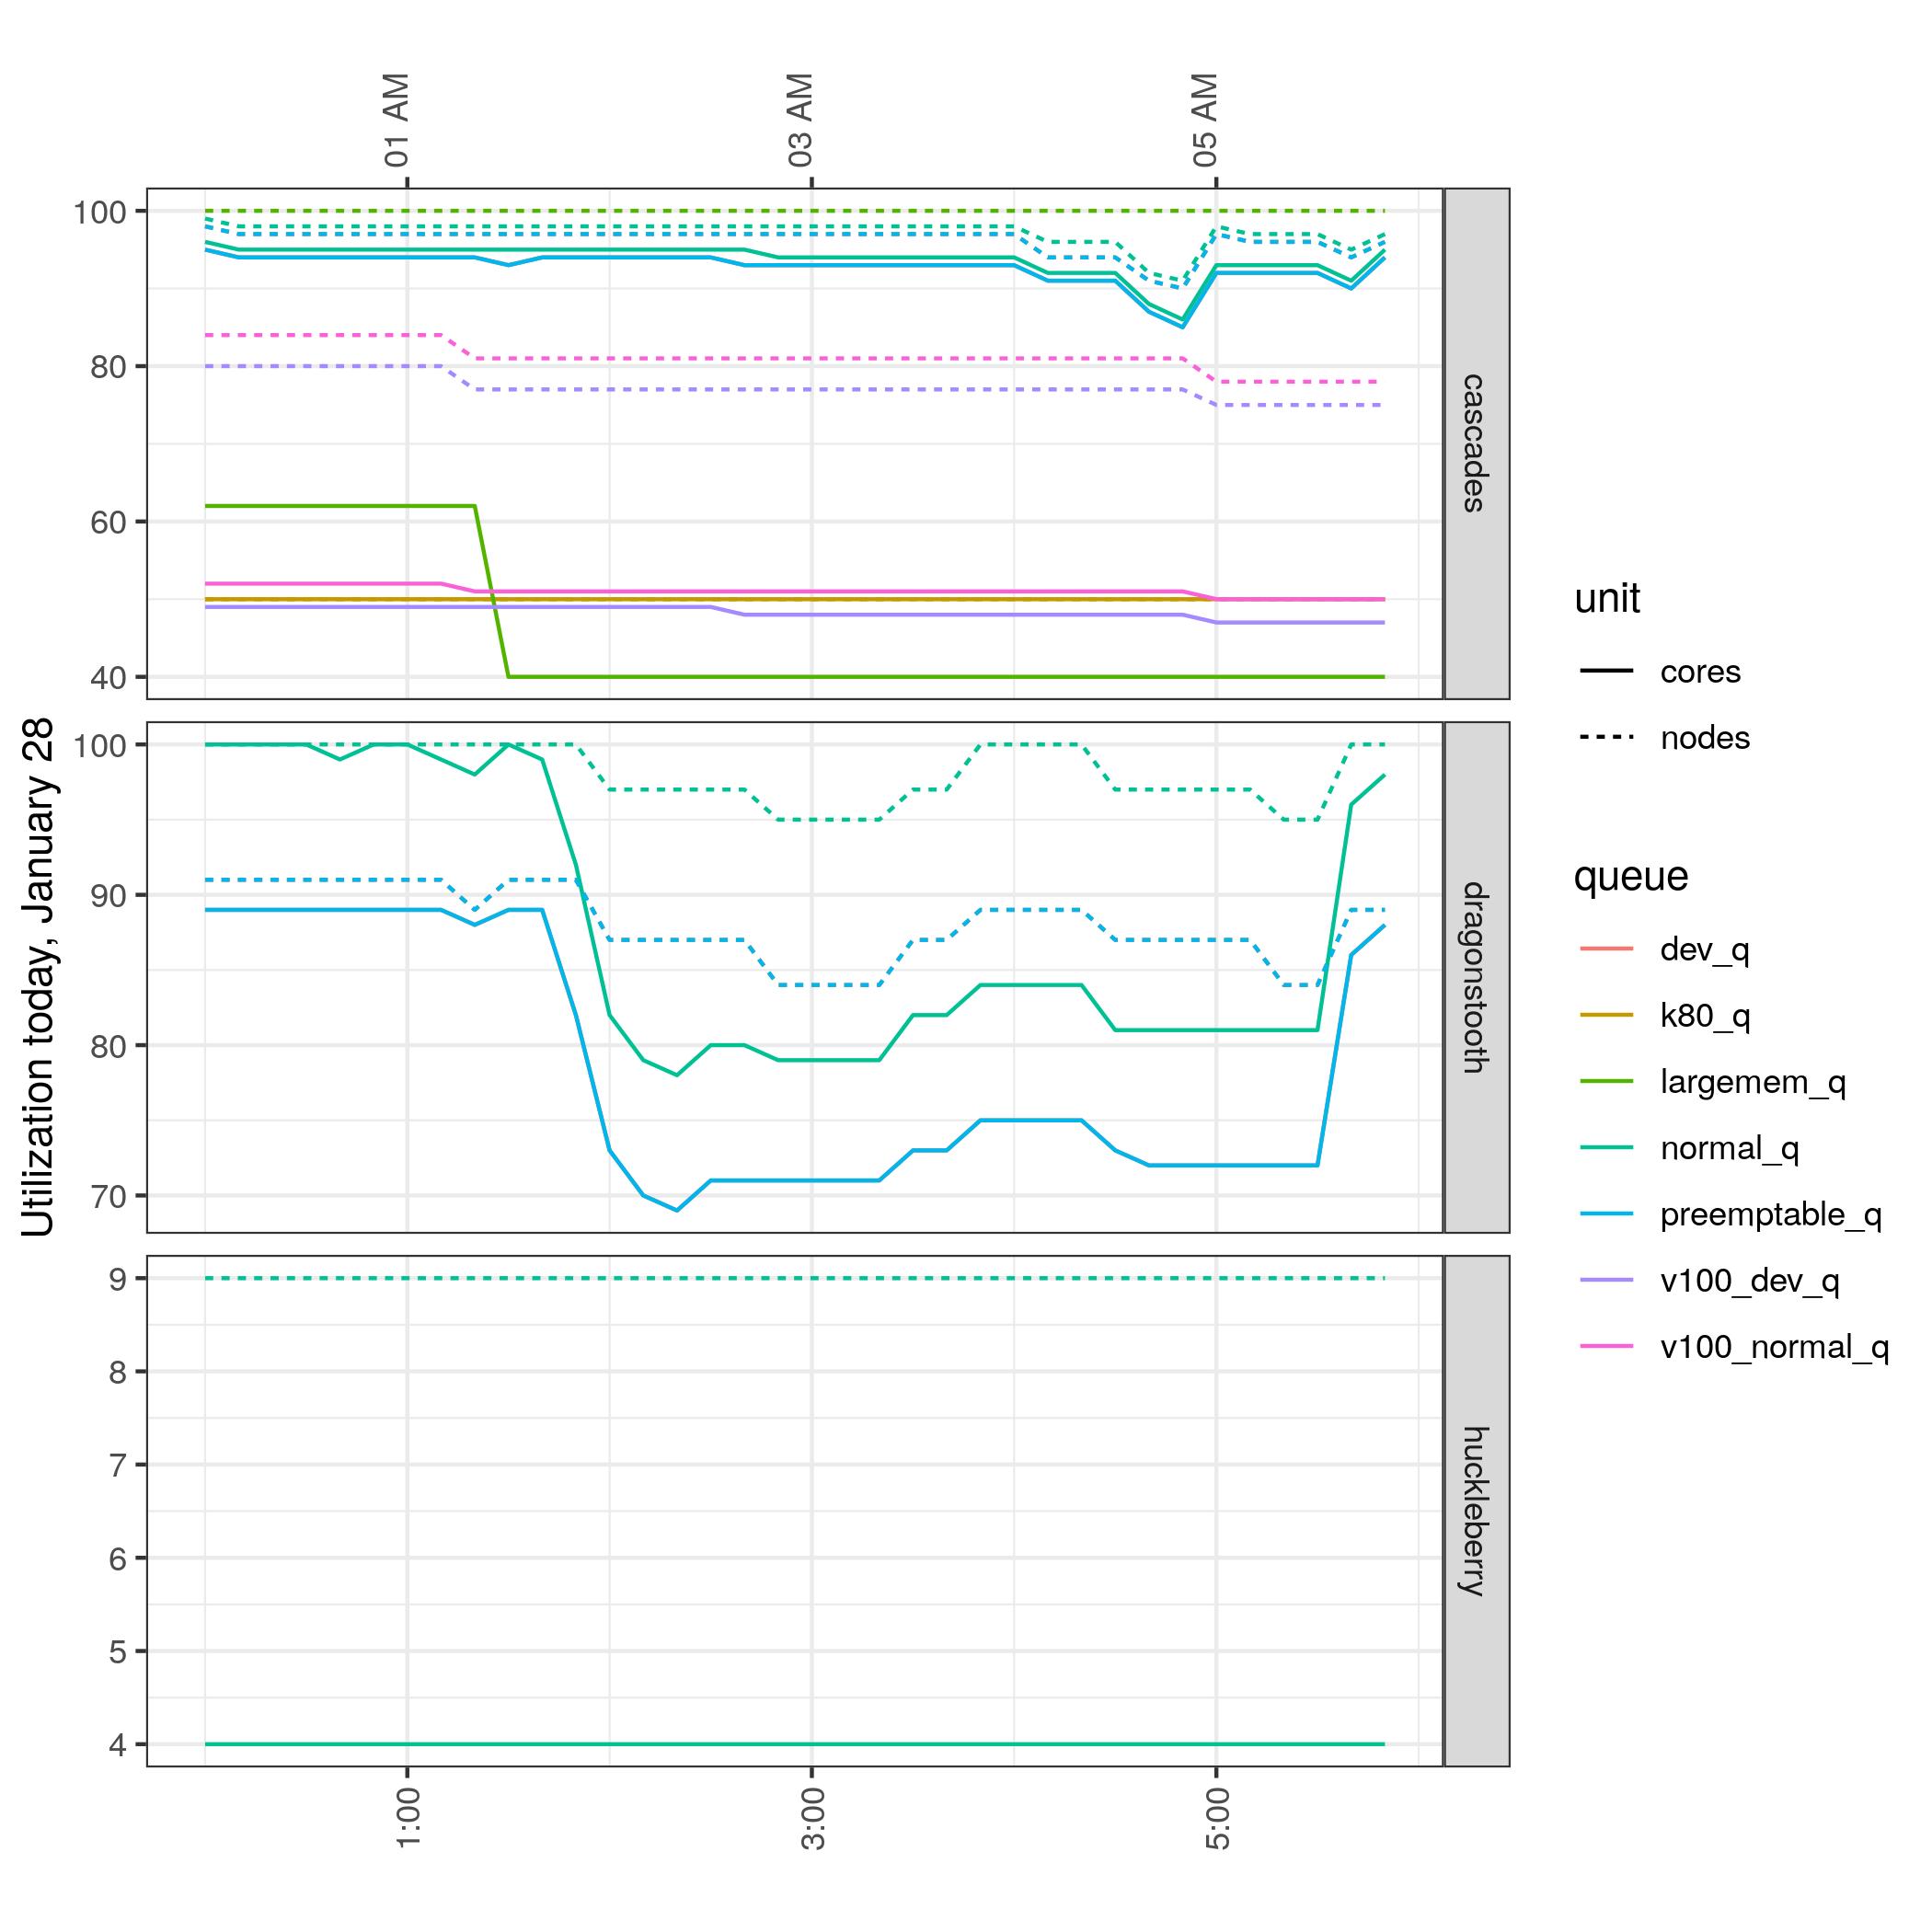 01 AM
03 AM
05 AM
100
80
60
40
cascades
Utilization today, January 28
100
90
80
70
dragonstooth
9
8
7
6
5
4
huckleberry
1:00
3:00
5:00
unit
cores
nodes
queue
dev_q
k80_q
largemem_q
normal_q
preemptable_q
v100_dev_q
v100_normal_q